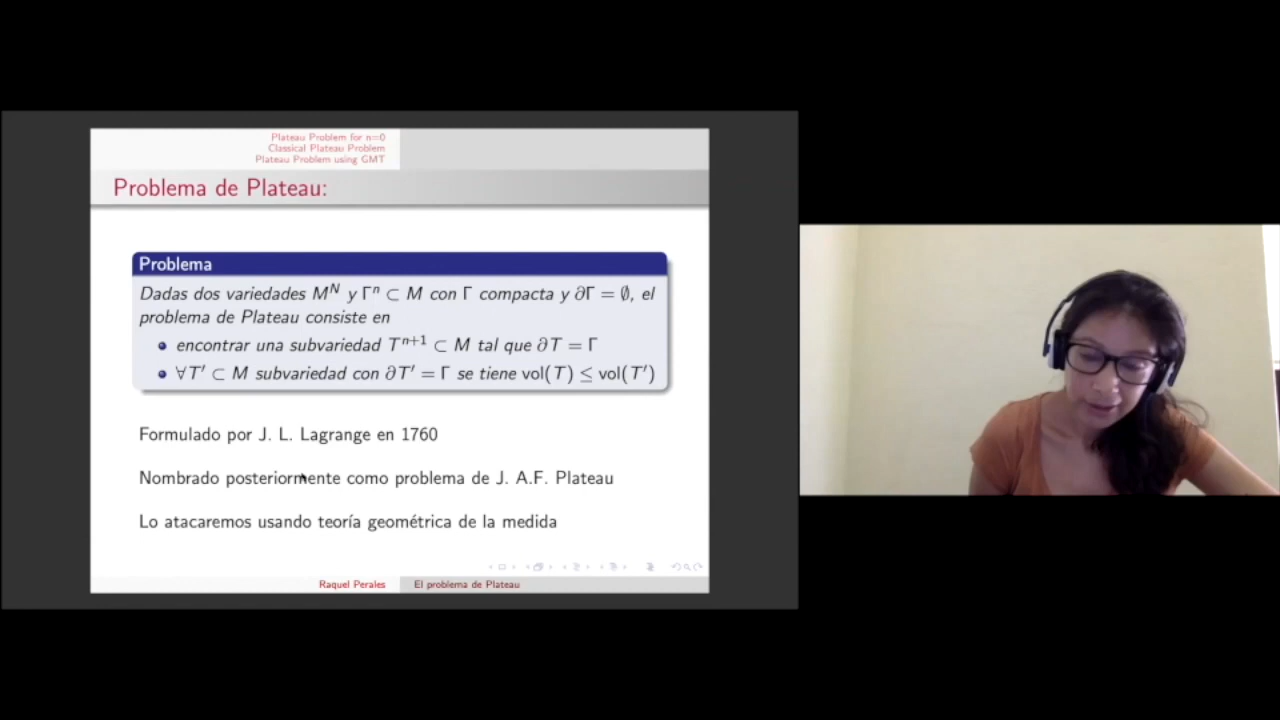 Plateau Problem for n=0
Classical Plateau Problem
Plateau Problem using GMT
Problema de Plateau:
Problema
Dadas dos variedades Mᴺ y Γⁿ ⊂ M con Γ compacta y ∂Γ = ∅, el
problema de Plateau consiste en
encontrar una subvariedad Tⁿ⁺¹ ⊂ M tal que ∂T = Γ
∀T′ ⊂ M subvariedad con ∂T′ = Γ se tiene vol(T) ≤ vol(T′)
Formulado por J. L. Lagrange en 1760
Nombrado posteriormente como problema de J. A.F. Plateau
Lo atacaremos usando teoría geométrica de la medida
Raquel Perales
El problema de Plateau